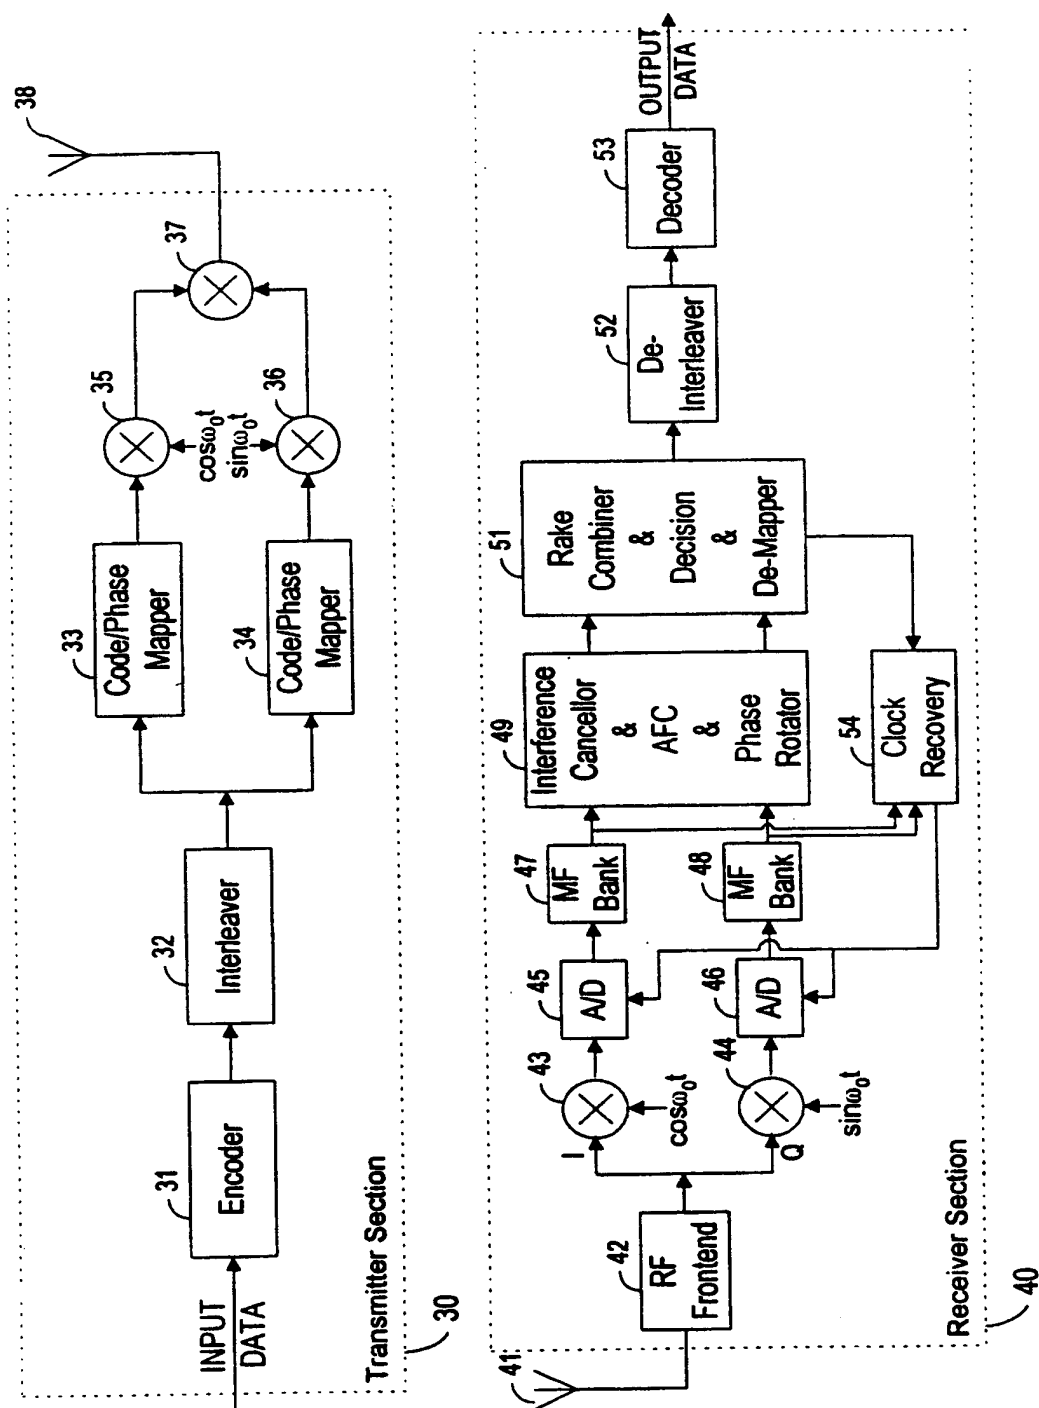 INPUT
DATA
31
Encoder
32
Interleaver
33
Code/Phase
Mapper
34
Code/Phase
Mapper
35
cosω₀t
sinω₀t
36
37
38
Transmitter Section
30
41
42
RF
Frontend
I
Q
43
cosω₀t
44
sinω₀t
45
A/D
46
A/D
47
MF
Bank
48
MF
Bank
49
Interference
Cancellor
&
AFC
&
Phase
Rotator
51
Rake
Combiner
&
Decision
&
De-Mapper
52
De-
Interleaver
53
Decoder
OUTPUT
DATA
54
Clock
Recovery
Receiver Section
40